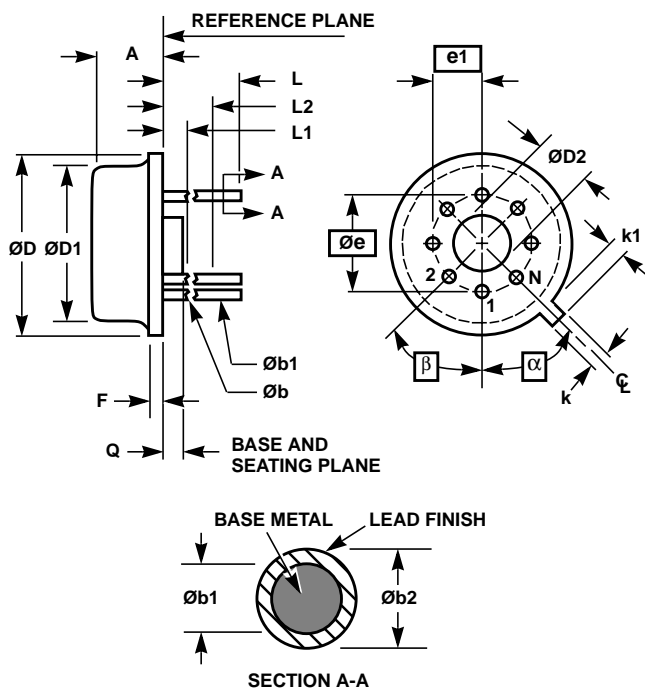 REFERENCE PLANE
A
L
L2
L1
A
A
ØD
ØD1
Øb1
Øb
F
Q
BASE AND
SEATING PLANE
e1
ØD2
Øe
k1
2
N
1
β
α
k
℄
BASE METAL
LEAD FINISH
Øb1
Øb2
SECTION A-A